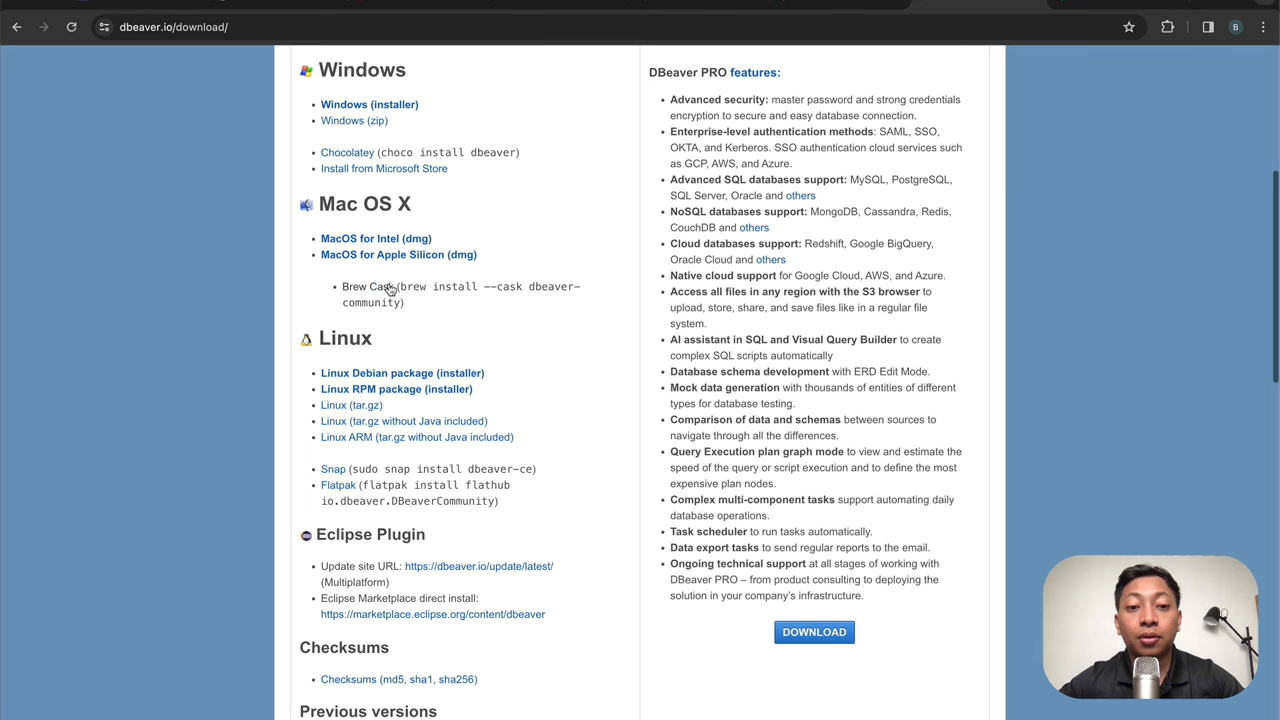 dbeaver.io/download/
B
Windows
Windows (installer)
Windows (zip)
Chocolatey (choco install dbeaver)
Install from Microsoft Store
Mac OS X
MacOS for Intel (dmg)
MacOS for Apple Silicon (dmg)
Brew Cask (brew install --cask dbeaver-
community)
Linux
Linux Debian package (installer)
Linux RPM package (installer)
Linux (tar.gz)
Linux (tar.gz without Java included)
Linux ARM (tar.gz without Java included)
Snap (sudo snap install dbeaver-ce)
Flatpak (flatpak install flathub
io.dbeaver.DBeaverCommunity)
Eclipse Plugin
Update site URL: https://dbeaver.io/update/latest/
(Multiplatform)
Eclipse Marketplace direct install:
https://marketplace.eclipse.org/content/dbeaver
Checksums
Checksums (md5, sha1, sha256)
Previous versions
DBeaver PRO features:
Advanced security: master password and strong credentials
encryption to secure and easy database connection.
Enterprise-level authentication methods: SAML, SSO,
OKTA, and Kerberos. SSO authentication cloud services such
as GCP, AWS, and Azure.
Advanced SQL databases support: MySQL, PostgreSQL,
SQL Server, Oracle and others
NoSQL databases support: MongoDB, Cassandra, Redis,
CouchDB and others
Cloud databases support: Redshift, Google BigQuery,
Oracle Cloud and others
Native cloud support for Google Cloud, AWS, and Azure.
Access all files in any region with the S3 browser to
upload, store, share, and save files like in a regular file
system.
AI assistant in SQL and Visual Query Builder to create
complex SQL scripts automatically
Database schema development with ERD Edit Mode.
Mock data generation with thousands of entities of different
types for database testing.
Comparison of data and schemas between sources to
navigate through all the differences.
Query Execution plan graph mode to view and estimate the
speed of the query or script execution and to define the most
expensive plan nodes.
Complex multi-component tasks support automating daily
database operations.
Task scheduler to run tasks automatically.
Data export tasks to send regular reports to the email.
Ongoing technical support at all stages of working with
DBeaver PRO – from product consulting to deploying the
solution in your company's infrastructure.
DOWNLOAD